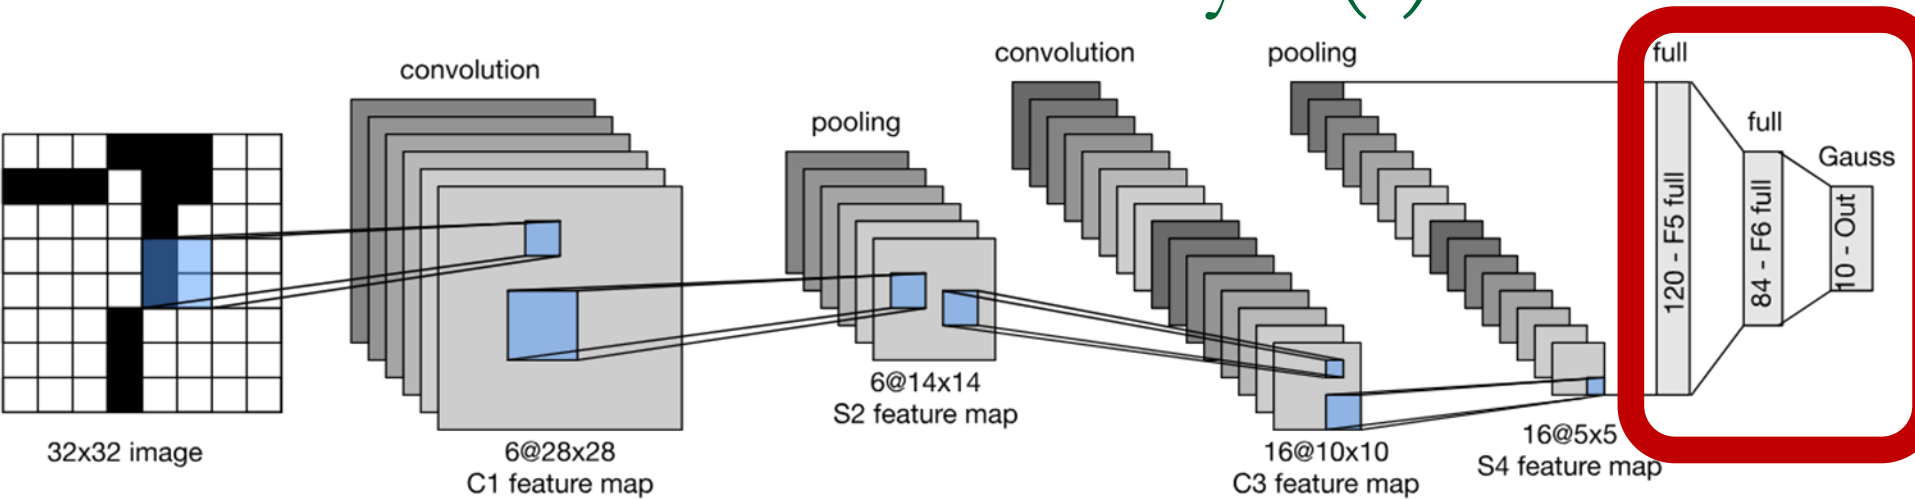 convolution
pooling
convolution
pooling
full
full
Gauss
120 - F5 full
84 - F6 full
10 - Out
32x32 image
6@28x28
C1 feature map
6@14x14
S2 feature map
16@10x10
C3 feature map
16@5x5
S4 feature map